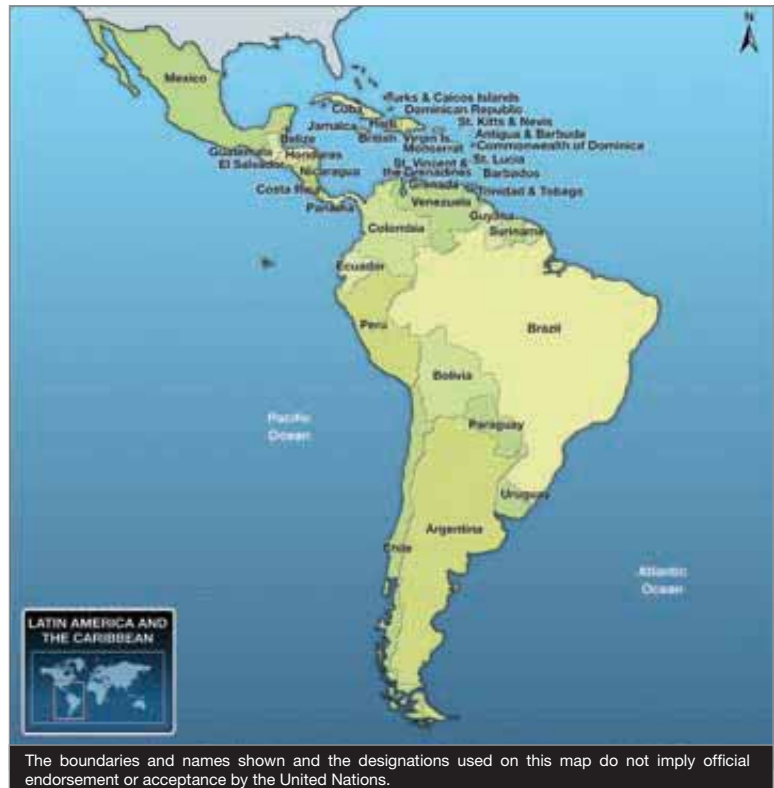 N
Mexico
Turks & Caicos Islands
Cuba
Dominican Republic
Haiti
St. Kitts & Nevis
Jamaica
Antigua & Barbuda
British Virgin Is.
Belize
Montserrat
Commonwealth of Dominica
Guatemala
Honduras
St. Vincent &
the Grenadines
St. Lucia
El Salvador
Barbados
Nicaragua
Grenada
Costa Rica
Trinidad & Tobago
Venezuela
Panama
Guyana
Colombia
Suriname
Ecuador
Peru
Brazil
Bolivia
Pacific
Ocean
Paraguay
Uruguay
Argentina
Chile
Atlantic
Ocean
LATIN AMERICA AND
THE CARIBBEAN
The boundaries and names shown and the designations used on this map do not imply official
endorsement or acceptance by the United Nations.